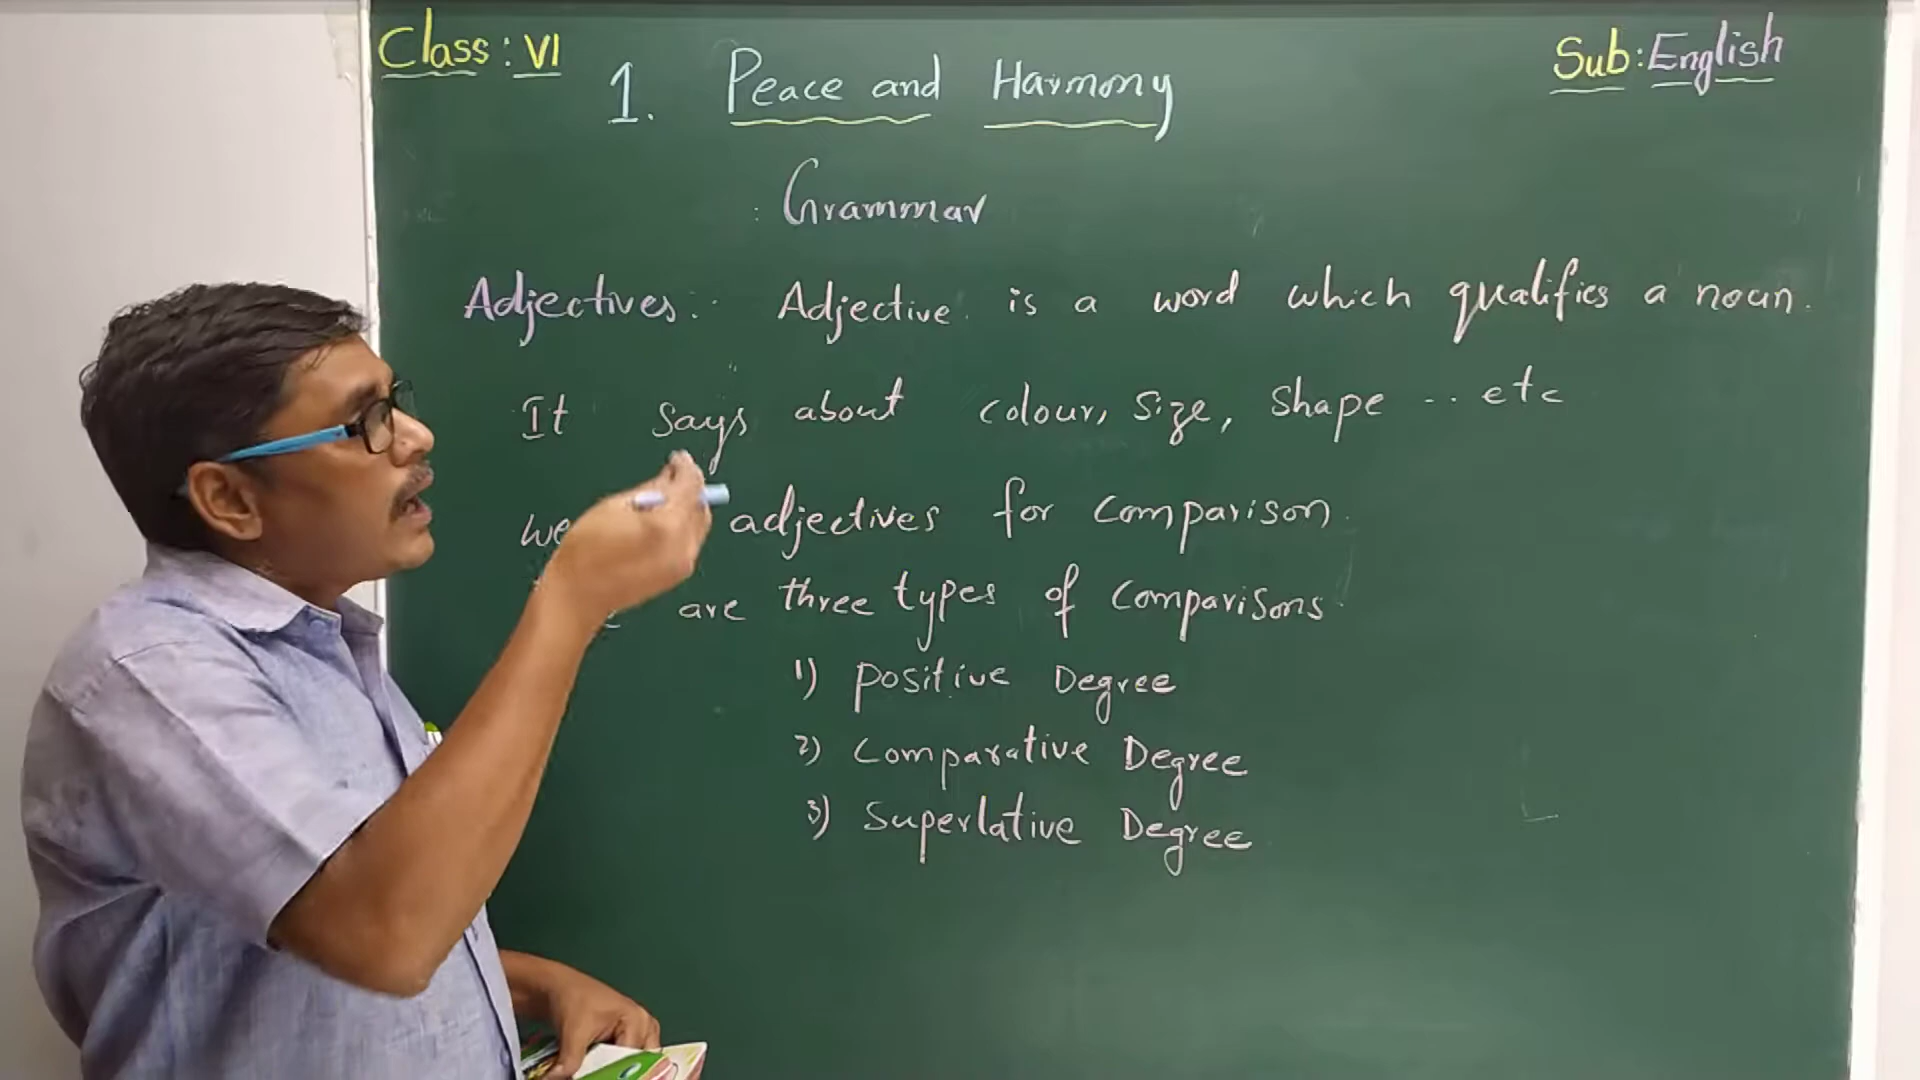 Class: VI
Sub: English
1. Peace and Harmony
Grammar
Adjectives: Adjective is a word which qualifies a noun.
It says about colour, size, shape .. etc
we adjectives for comparison.
are three types of comparisons.
1) positive Degree
2) Comparative Degree
3) Superlative Degree